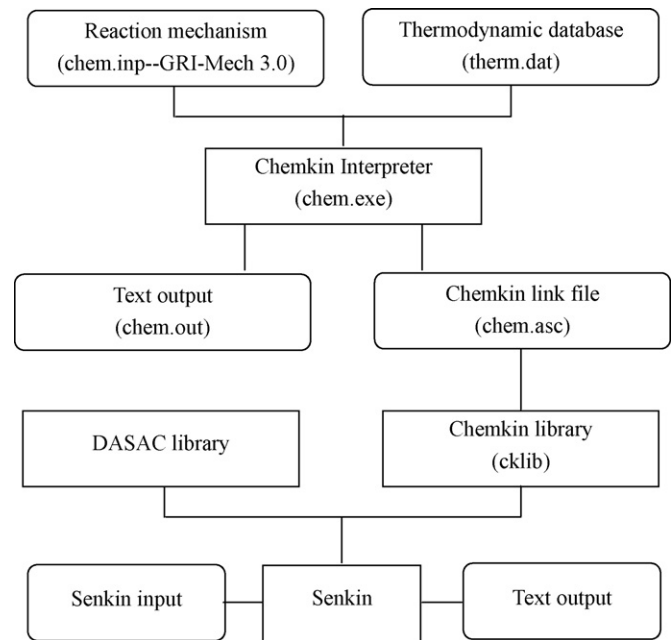 Reaction mechanism
(chem.inp--GRI-Mech 3.0)
Thermodynamic database
(therm.dat)
Chemkin Interpreter
(chem.exe)
Text output
(chem.out)
Chemkin link file
(chem.asc)
DASAC library
Chemkin library
(cklib)
Senkin input
Senkin
Text output